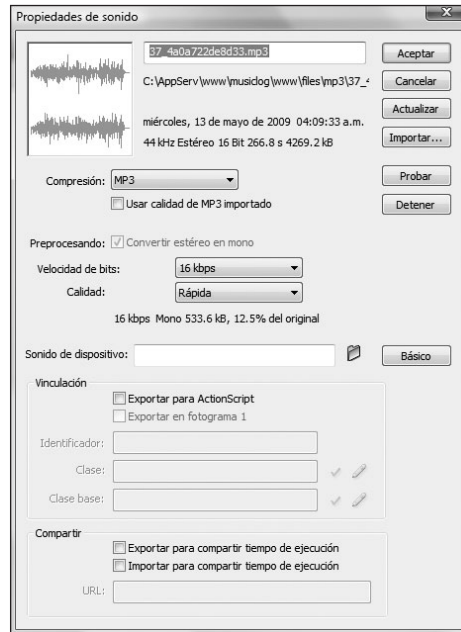 Propiedades de sonido
37_4a0a722de8d33.mp3
Aceptar
C:\AppServ\www\musiclog\www\files\mp3\37_4
Cancelar
Actualizar
miércoles, 13 de mayo de 2009 04:09:33 a.m.
44 kHz Estéreo 16 Bit 266.8 s 4269.2 kB
Importar...
Compresión: MP3
Probar
Usar calidad de MP3 importado
Detener
Preprocesando: Convertir estéreo en mono
Velocidad de bits: 16 kbps
Calidad: Rápida
16 kbps Mono 533.6 kB, 12.5% del original
Sonido de dispositivo:
Básico
Vinculación
Exportar para ActionScript
Exportar en fotograma 1
Identificador:
Clase:
Clase base:
Compartir
Exportar para compartir tiempo de ejecución
Importar para compartir tiempo de ejecución
URL: